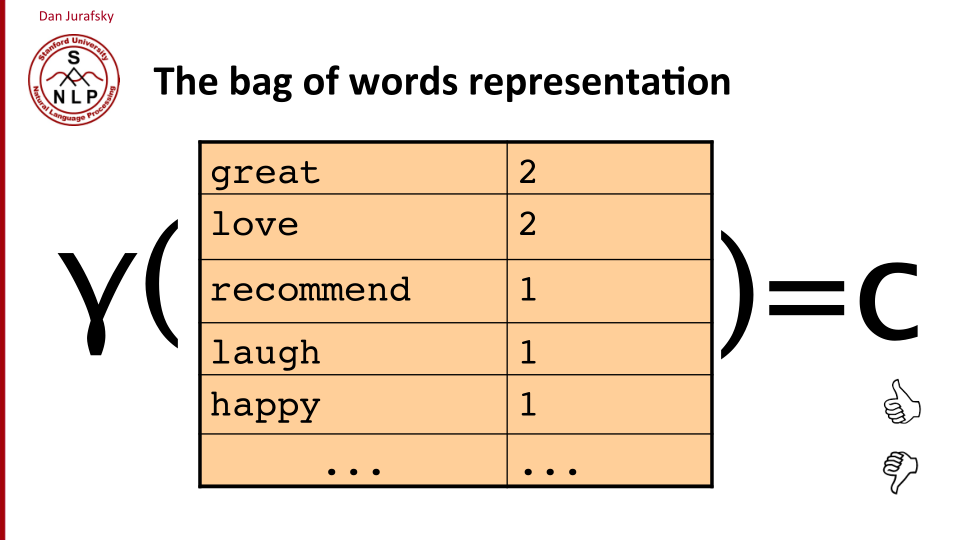 Dan Jurafsky
Stanford University
S
NLP
Natural Language Processing
The bag of words representation
γ( )=c
great 2
love 2
recommend 1
laugh 1
happy 1
... ...